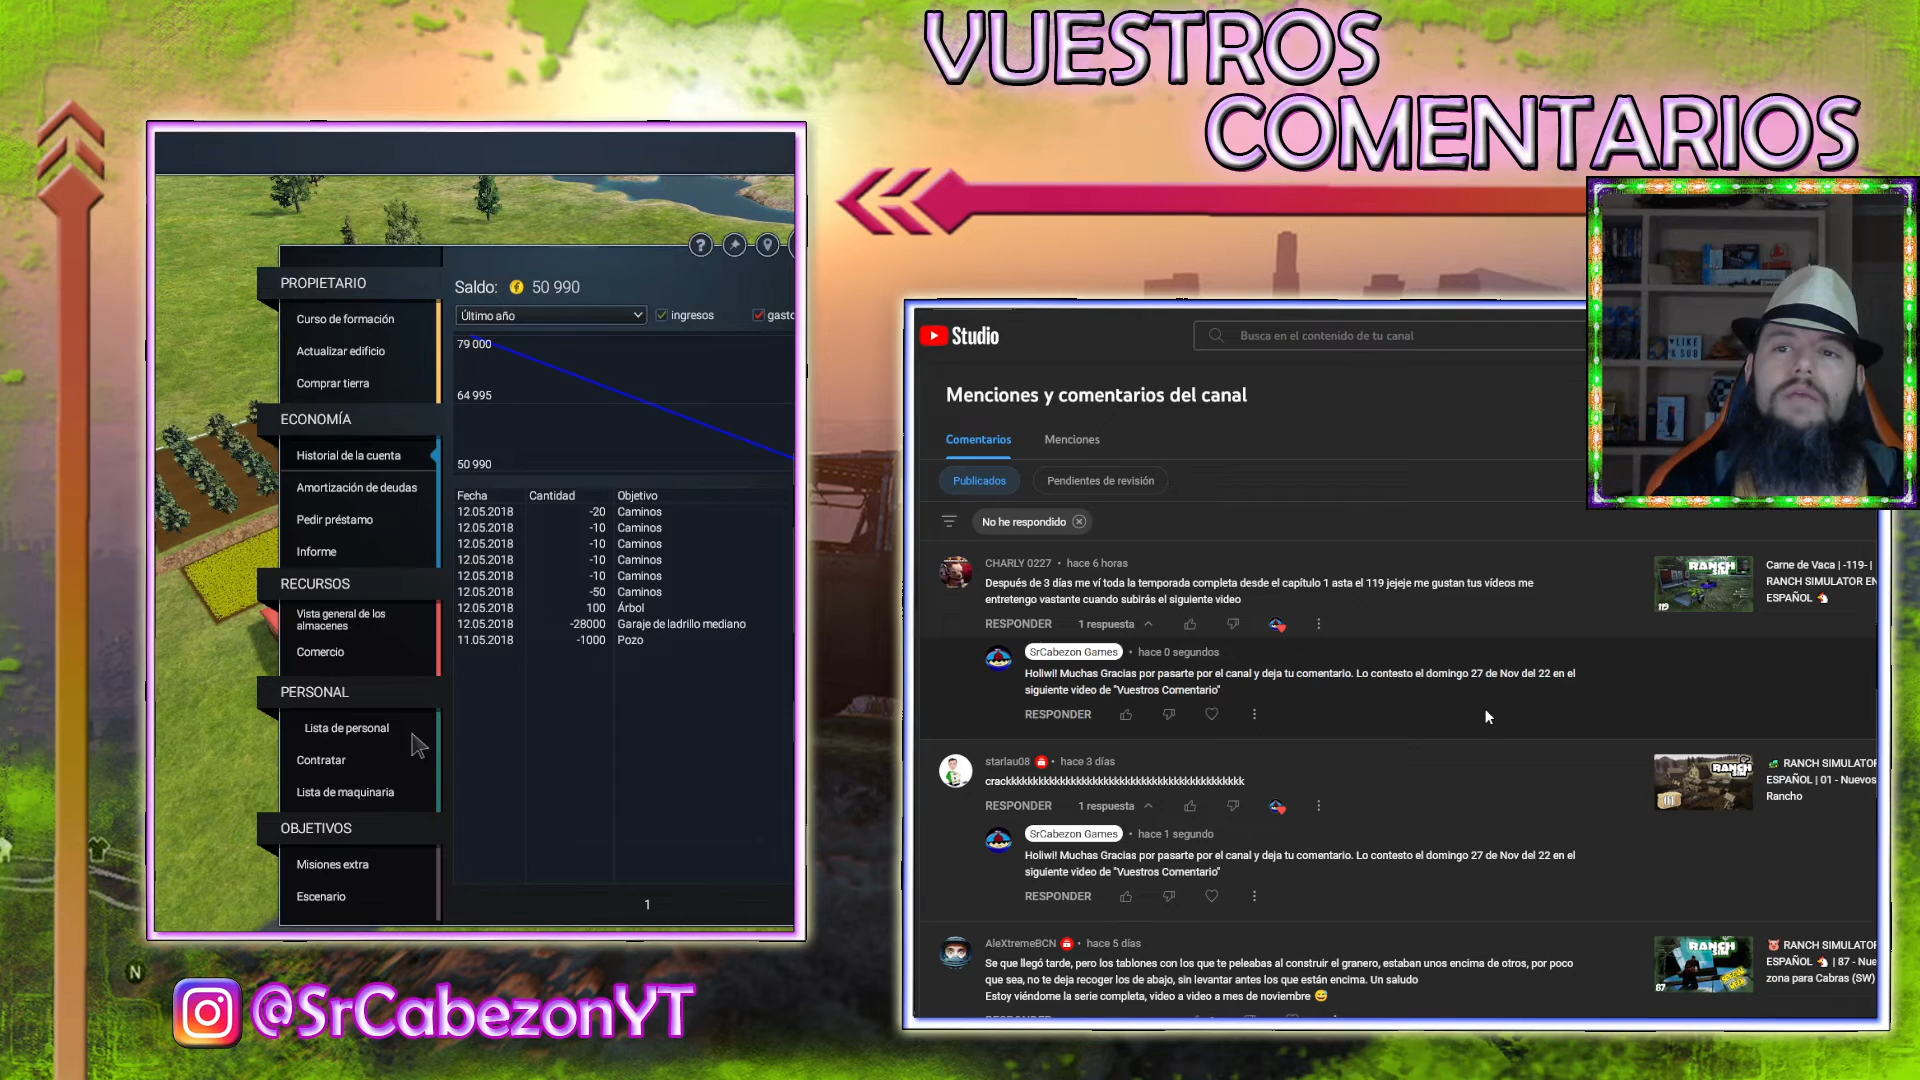 VUESTROS
COMENTARIOS
PROPIETARIO
Curso de formación
Actualizar edificio
Comprar tierra
ECONOMÍA
Historial de la cuenta
Amortización de deudas
Pedir préstamo
Informe
RECURSOS
Vista general de los
almacenes
Comercio
PERSONAL
Lista de personal
Contratar
Lista de maquinaria
OBJETIVOS
Misiones extra
Escenario
?
Saldo: 50 990
Último año
ingresos
gasto
79 000
64 995
50 990
Fecha Cantidad Objetivo
12.05.2018 -20 Caminos
12.05.2018 -10 Caminos
12.05.2018 -10 Caminos
12.05.2018 -10 Caminos
12.05.2018 -10 Caminos
12.05.2018 -50 Caminos
12.05.2018 100 Árbol
12.05.2018 -28000 Garaje de ladrillo mediano
11.05.2018 -1000 Pozo
1
N
@SrCabezonYT
Studio
Busca en el contenido de tu canal
Menciones y comentarios del canal
Comentarios Menciones
Publicados Pendientes de revisión
No he respondido
CHARLY 0227 • hace 6 horas
Después de 3 días me ví toda la temporada completa desde el capítulo 1 asta el 119 jejeje me gustan tus vídeos me
entretengo vastante cuando subirás el siguiente video
RESPONDER 1 respuesta
SrCabezon Games • hace 0 segundos
Holiwi! Muchas Gracias por pasarte por el canal y deja tu comentario. Lo contesto el domingo 27 de Nov del 22 en el
siguiente video de "Vuestros Comentario"
RESPONDER
RANCH
SIM
119
Carne de Vaca | -119- |
RANCH SIMULATOR EN
ESPAÑOL
starlau08 • hace 3 días
crackkkkkkkkkkkkkkkkkkkkkkkkkkkkkkkkkkkkkkkkkkkk
RESPONDER 1 respuesta
SrCabezon Games • hace 1 segundo
Holiwi! Muchas Gracias por pasarte por el canal y deja tu comentario. Lo contesto el domingo 27 de Nov del 22 en el
siguiente video de "Vuestros Comentario"
RESPONDER
RANCH
SIM
01
RANCH SIMULATOR
ESPAÑOL | 01 - Nuevos
Rancho
AleXtremeBCN • hace 5 días
Se que llegó tarde, pero los tablones con los que te peleabas al construir el granero, estaban unos encima de otros, por poco
que sea, no te deja recoger los de abajo, sin levantar antes los que están encima. Un saludo
Estoy viéndome la serie completa, video a video a mes de noviembre 😅
RANCH
SIM
87
RANCH SIMULATOR
ESPAÑOL | 87 - Nue
zona para Cabras (SW)
LIKE
& SUB